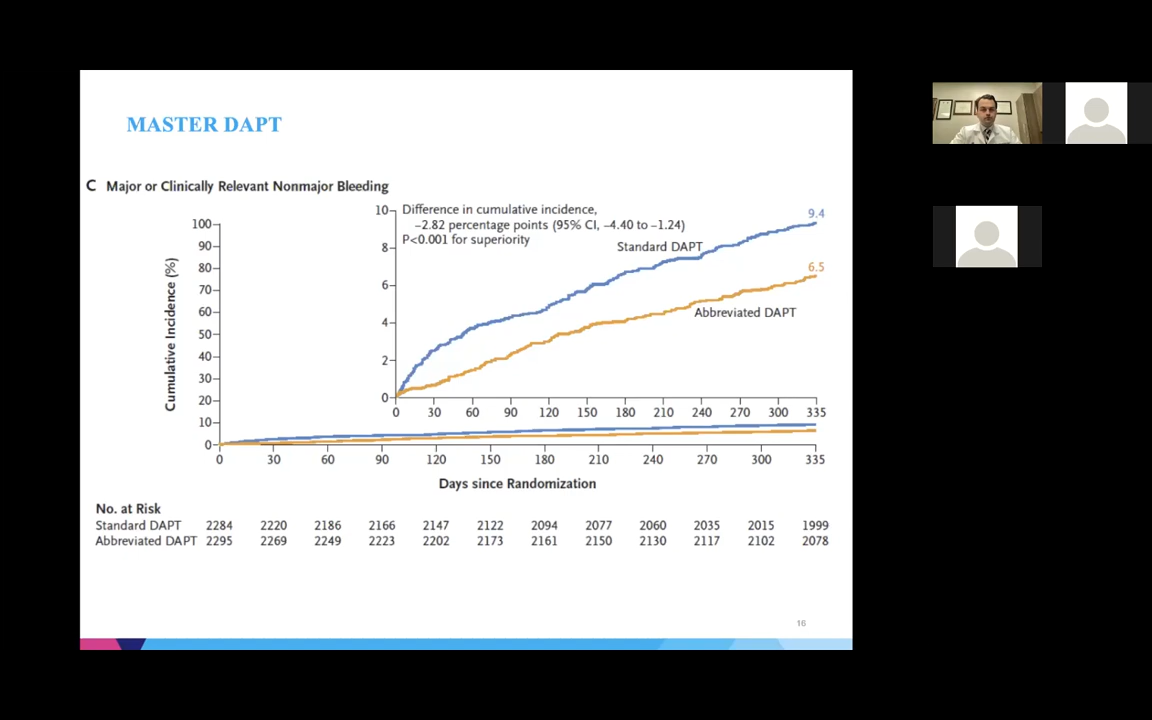 MASTER DAPT
C Major or Clinically Relevant Nonmajor Bleeding
Cumulative Incidence (%)
100
90
80
70
60
50
40
30
20
10
0
10
8
6
4
2
0
Difference in cumulative incidence,
−2.82 percentage points (95% CI, −4.40 to −1.24)
P<0.001 for superiority
9.4
Standard DAPT
6.5
Abbreviated DAPT
0 30 60 90 120 150 180 210 240 270 300 335
0 30 60 90 120 150 180 210 240 270 300 335
Days since Randomization
No. at Risk
Standard DAPT 2284 2220 2186 2166 2147 2122 2094 2077 2060 2035 2015 1999
Abbreviated DAPT 2295 2269 2249 2223 2202 2173 2161 2150 2130 2117 2102 2078
16